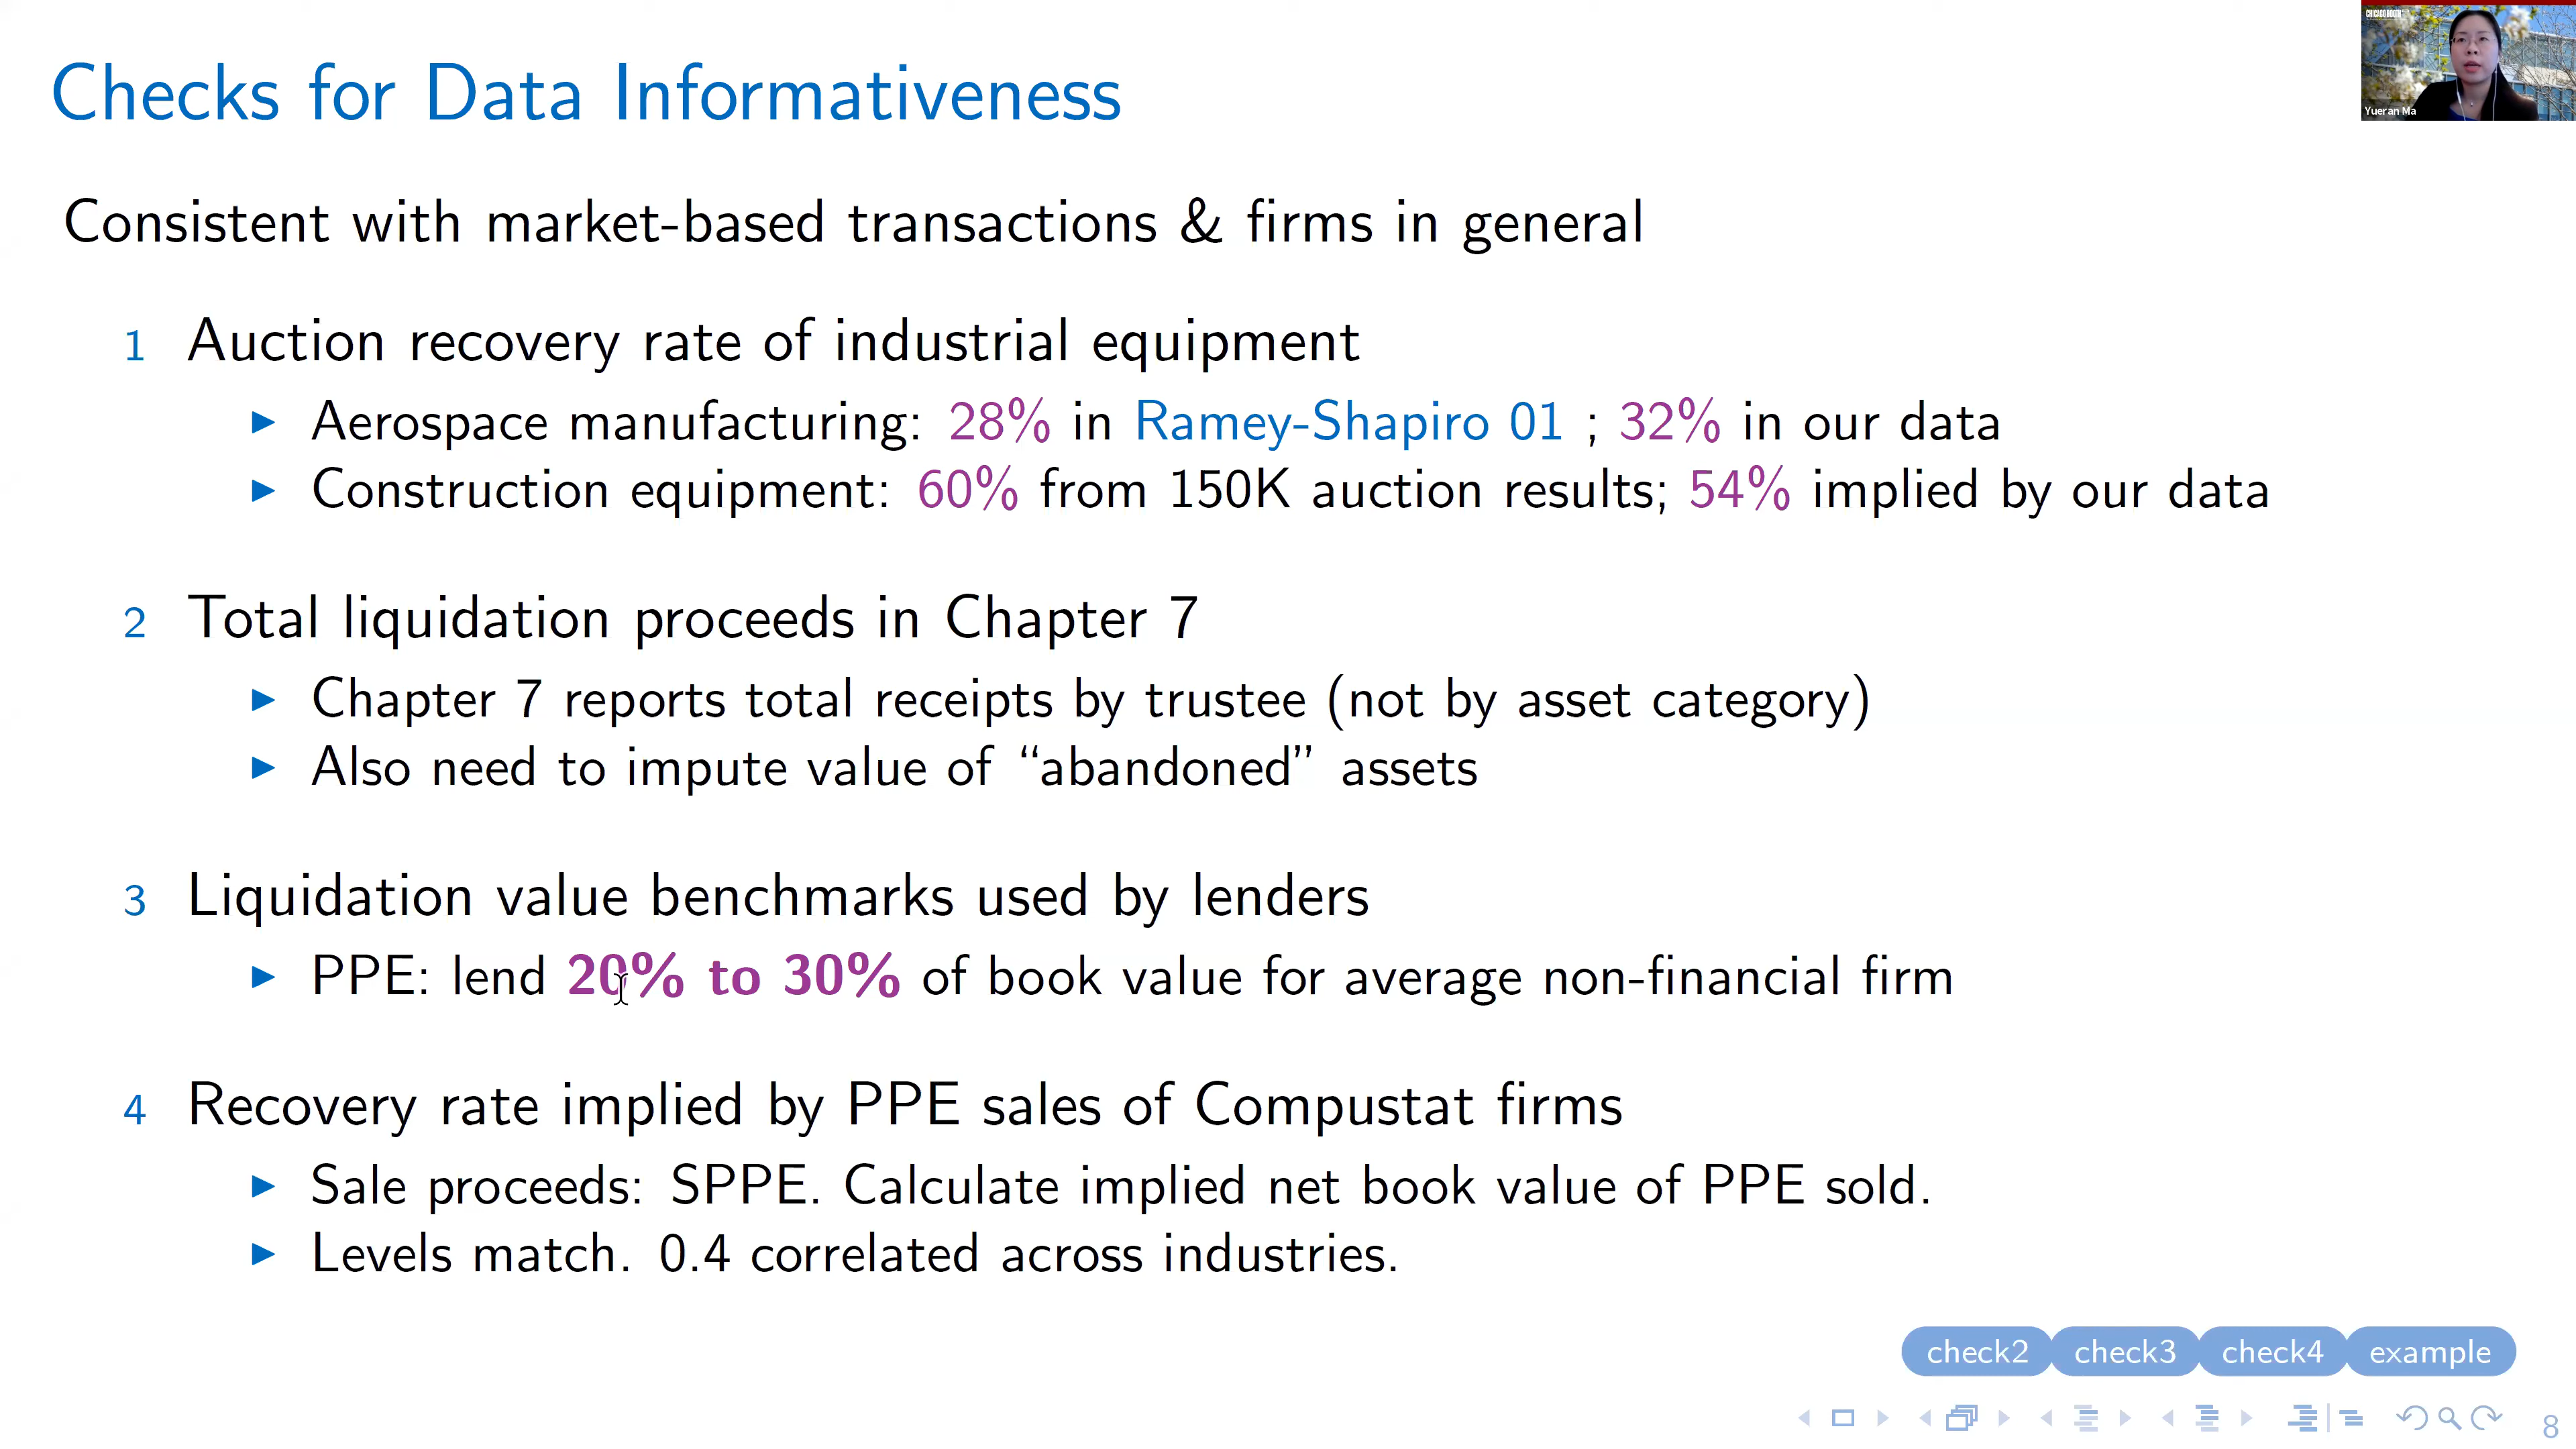 CHICAGO BOOTH
Yueran Ma
Checks for Data Informativeness
Consistent with market-based transactions & firms in general
1 Auction recovery rate of industrial equipment
▶ Aerospace manufacturing: 28% in Ramey-Shapiro 01 ; 32% in our data
▶ Construction equipment: 60% from 150K auction results; 54% implied by our data
2 Total liquidation proceeds in Chapter 7
▶ Chapter 7 reports total receipts by trustee (not by asset category)
▶ Also need to impute value of “abandoned” assets
3 Liquidation value benchmarks used by lenders
▶ PPE: lend 20% to 30% of book value for average non-financial firm
4 Recovery rate implied by PPE sales of Compustat firms
▶ Sale proceeds: SPPE. Calculate implied net book value of PPE sold.
▶ Levels match. 0.4 correlated across industries.
check2 check3 check4 example
8